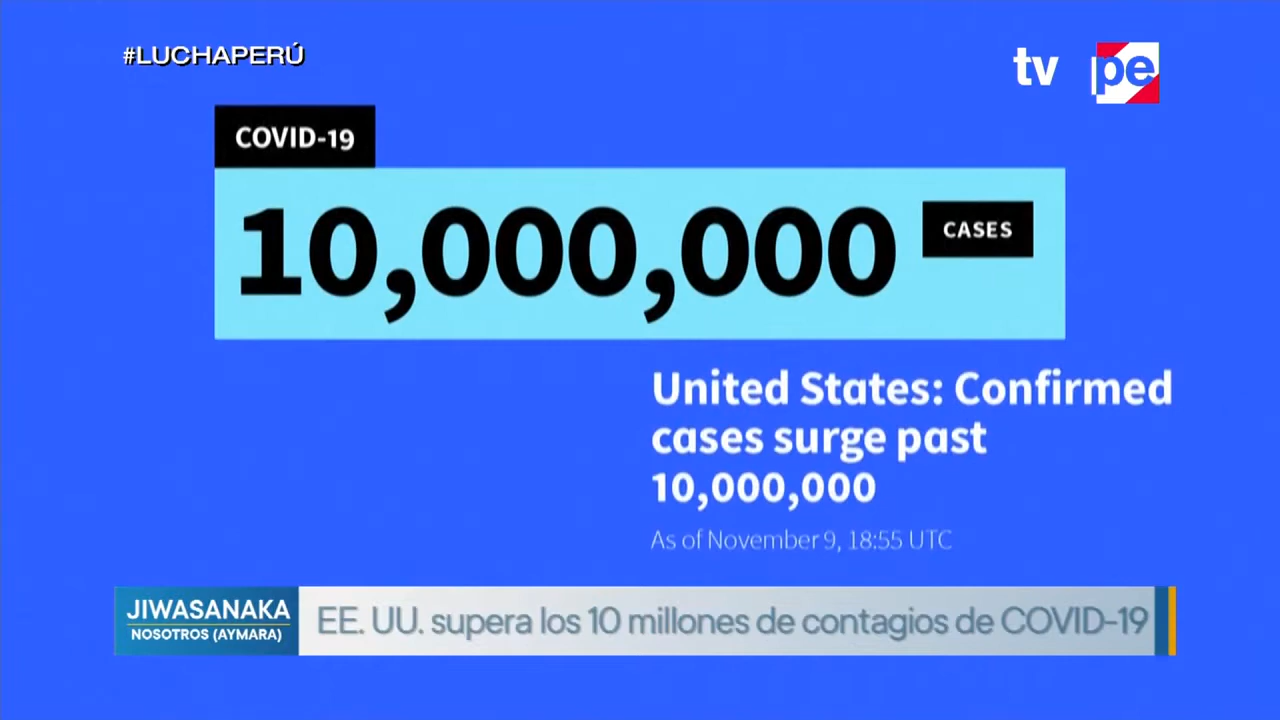 #LUCHAPERÚ
tv pe
COVID-19
10,000,000
CASES
United States: Confirmed
cases surge past
10,000,000
As of November 9, 18:55 UTC
JIWASANAKA
NOSOTROS (AYMARA)
EE. UU. supera los 10 millones de contagios de COVID-19